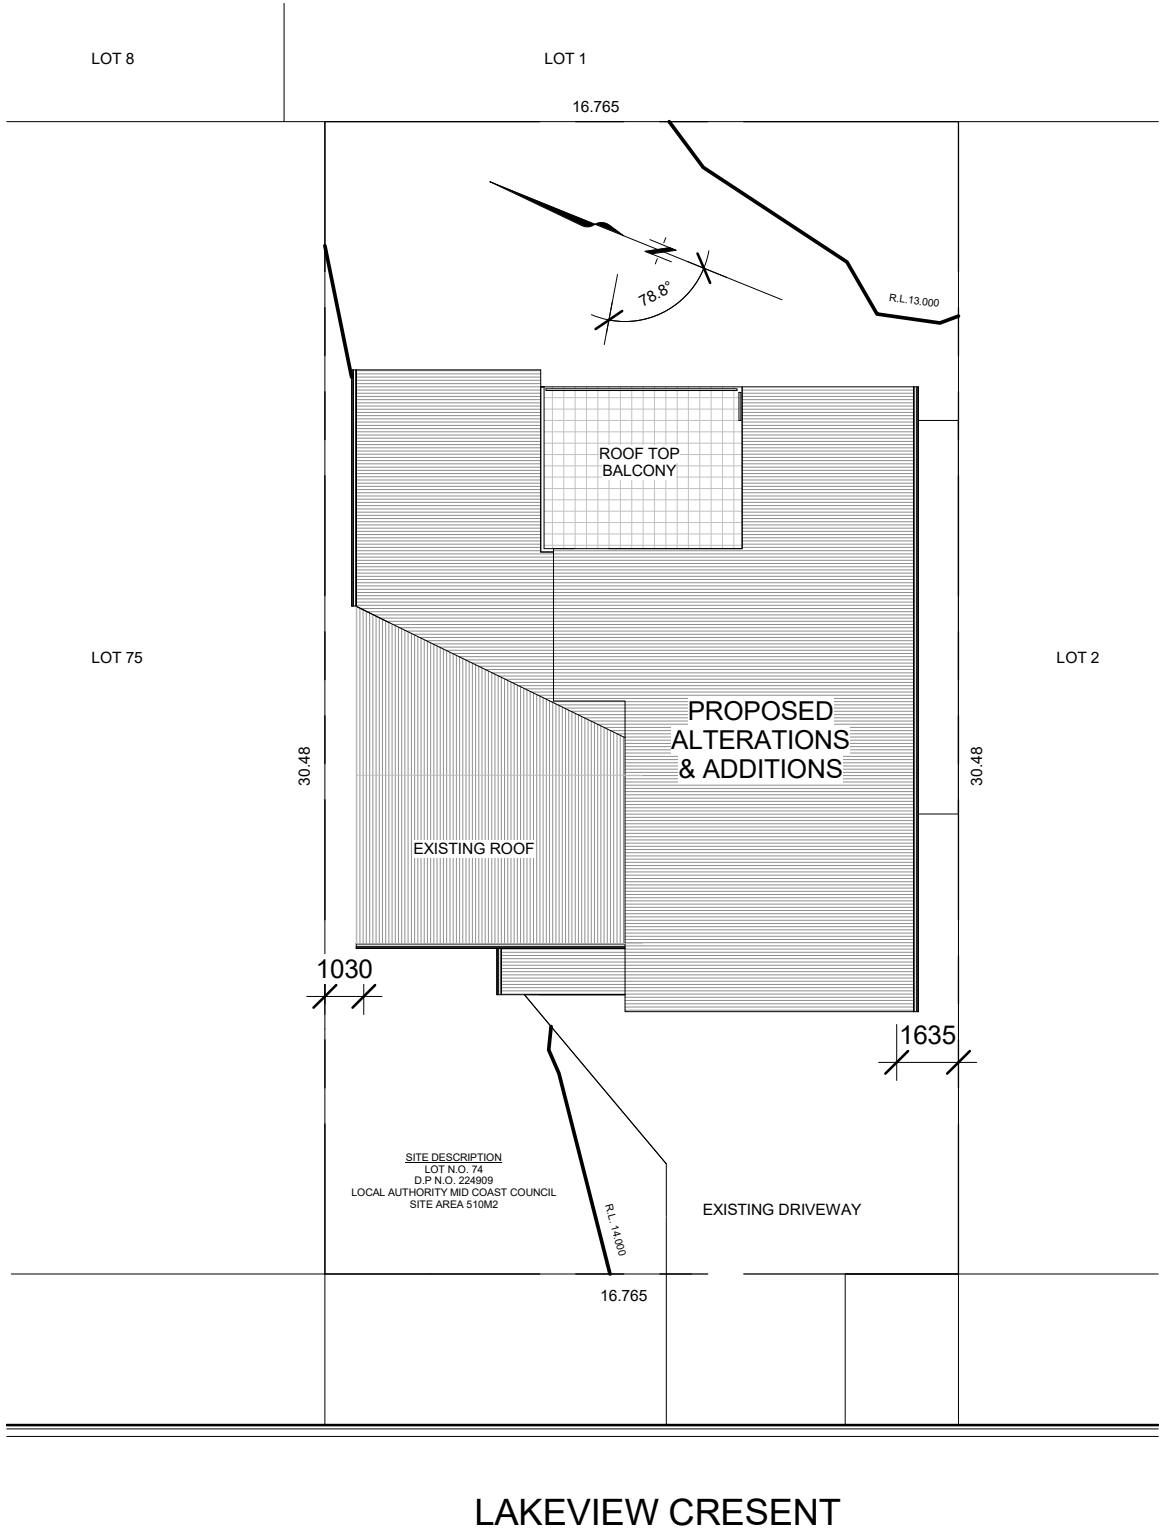 LOT 8
LOT 1
16.765
N
78.8°
R.L.13.000
ROOF TOP
BALCONY
LOT 75
LOT 2
PROPOSED
ALTERATIONS
& ADDITIONS
30.48
30.48
EXISTING ROOF
1030
1635
SITE DESCRIPTION
LOT N.O. 74
D.P N.O. 224909
LOCAL AUTHORITY MID COAST COUNCIL
SITE AREA 510M2
R.L. 14.000
EXISTING DRIVEWAY
16.765
LAKEVIEW CRESENT